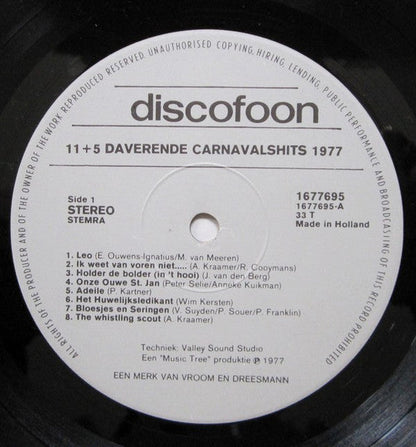 ALL RIGHTS OF THE PRODUCER AND OF THE OWNER OF THE WORK REPRODUCED RESERVED. UNAUTHORISED COPYING, HIRING, LENDING, PUBLIC PERFORMANCE AND BROADCASTING OF THIS RECORD PROHIBITED
discofoon
11+5 DAVERENDE CARNAVALSHITS 1977
Side 1
STEREO
STEMRA
1677695
1677695-A
33 T
Made in Holland
1. Leo (E. Ouwens-Ignatius/M. van Meeren)
2. Ik weet van voren niet..... (A. Kraamer/R. Cooymans)
3. Holder de bolder (in 't hooi) (J. van den Berg)
4. Onze Ouwe St. Jan (Peter Selie/Anneke Kuikman)
5. Adeile (P. Kartner)
6. Het Huwelijksledikant (Wim Kersten)
7. Bloesjes en Seringen (V. Suyden/P. Souer/P. Franklin)
8. The whistling scout (A. Kraamer)
Techniek: Valley Sound Studio
Een "Music Tree" produktie ℗ 1977
EEN MERK VAN VROOM EN DREESMANN